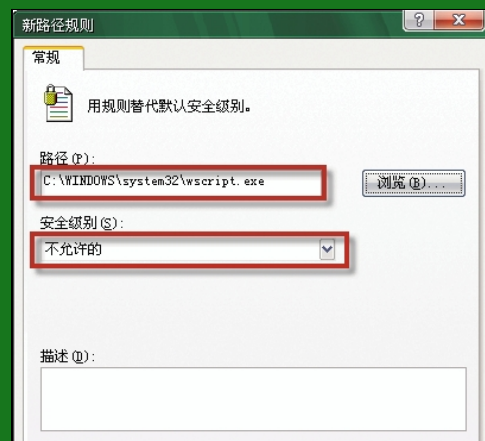 新路径规则
常规
用规则替代默认安全级别。
路径(P):
C:\WINDOWS\system32\wscript.exe
浏览(B)...
安全级别(S):
不允许的
描述(D):